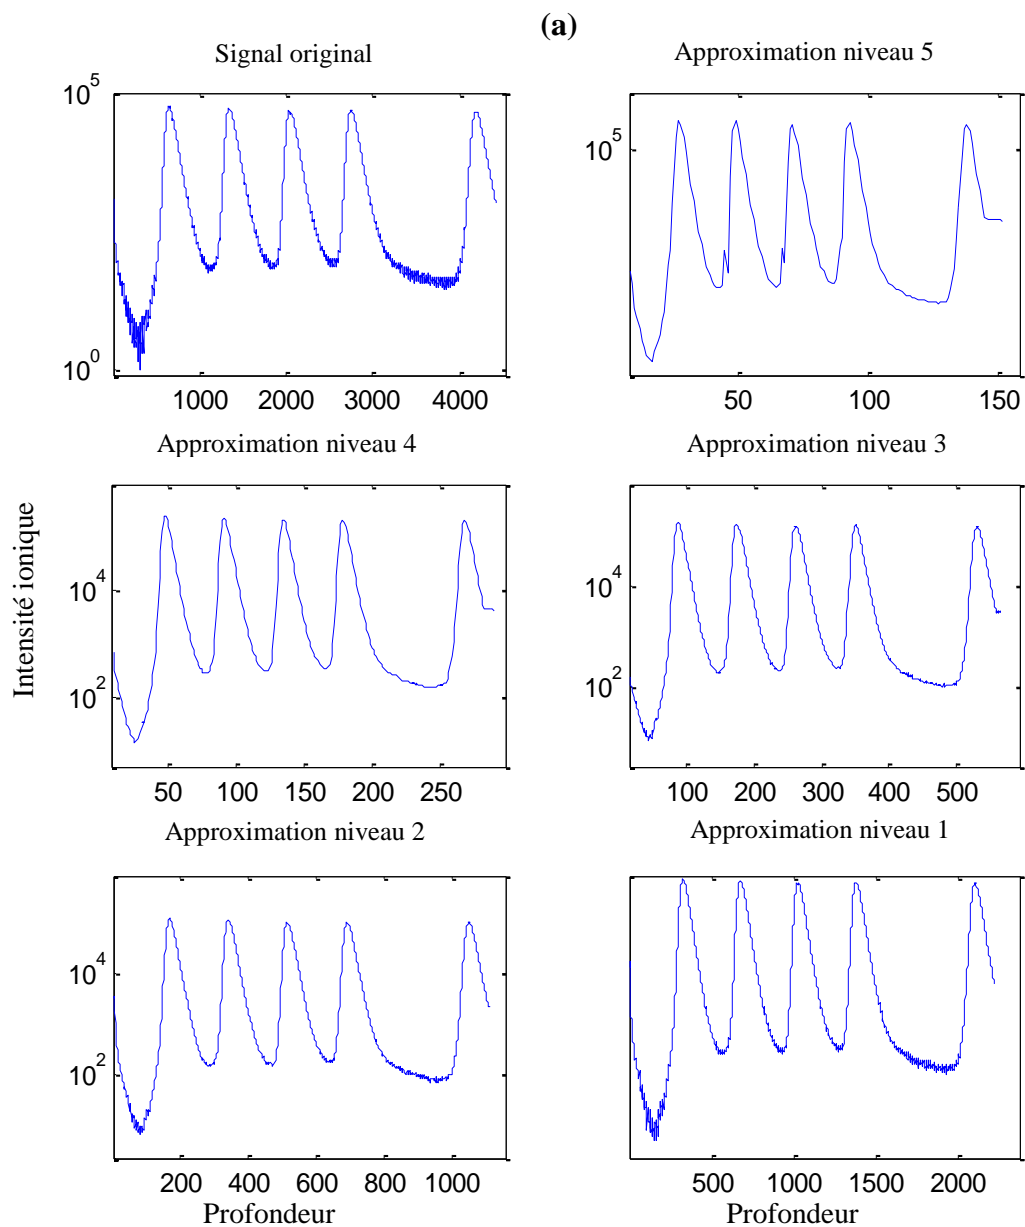 (a)
Signal original
Approximation niveau 5
10^5
10^0
1000 2000 3000 4000
10^5
50 100 150
Approximation niveau 4
Approximation niveau 3
Intensité ionique
10^4
10^2
50 100 150 200 250
10^4
10^2
100 200 300 400 500
Approximation niveau 2
Approximation niveau 1
10^4
10^2
200 400 600 800 1000
500 1000 1500 2000
Profondeur
Profondeur